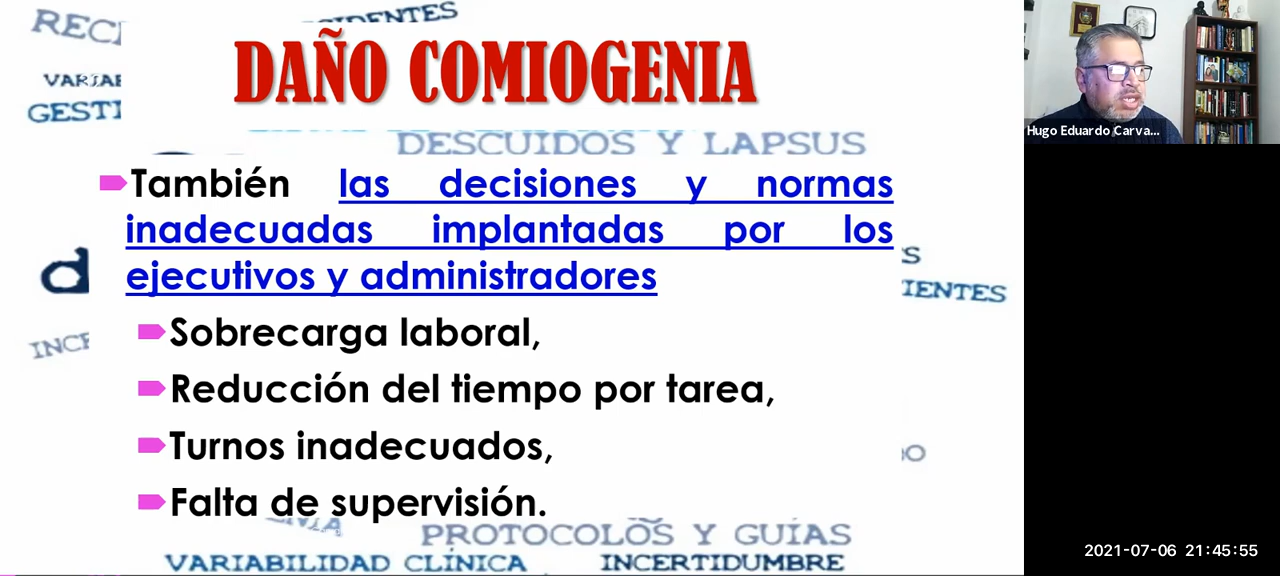 DAÑO COMIOGENIA
DESCUIDOS Y LAPSUS
También las decisiones y normas
inadecuadas implantadas por los
ejecutivos y administradores
Sobrecarga laboral,
Reducción del tiempo por tarea,
Turnos inadecuados,
Falta de supervisión.
PROTOCOLOS Y GUÍAS
VARIABILIDAD CLÍNICA
INCERTIDUMBRE
Hugo Eduardo Carva...
2021-07-06 21:45:55